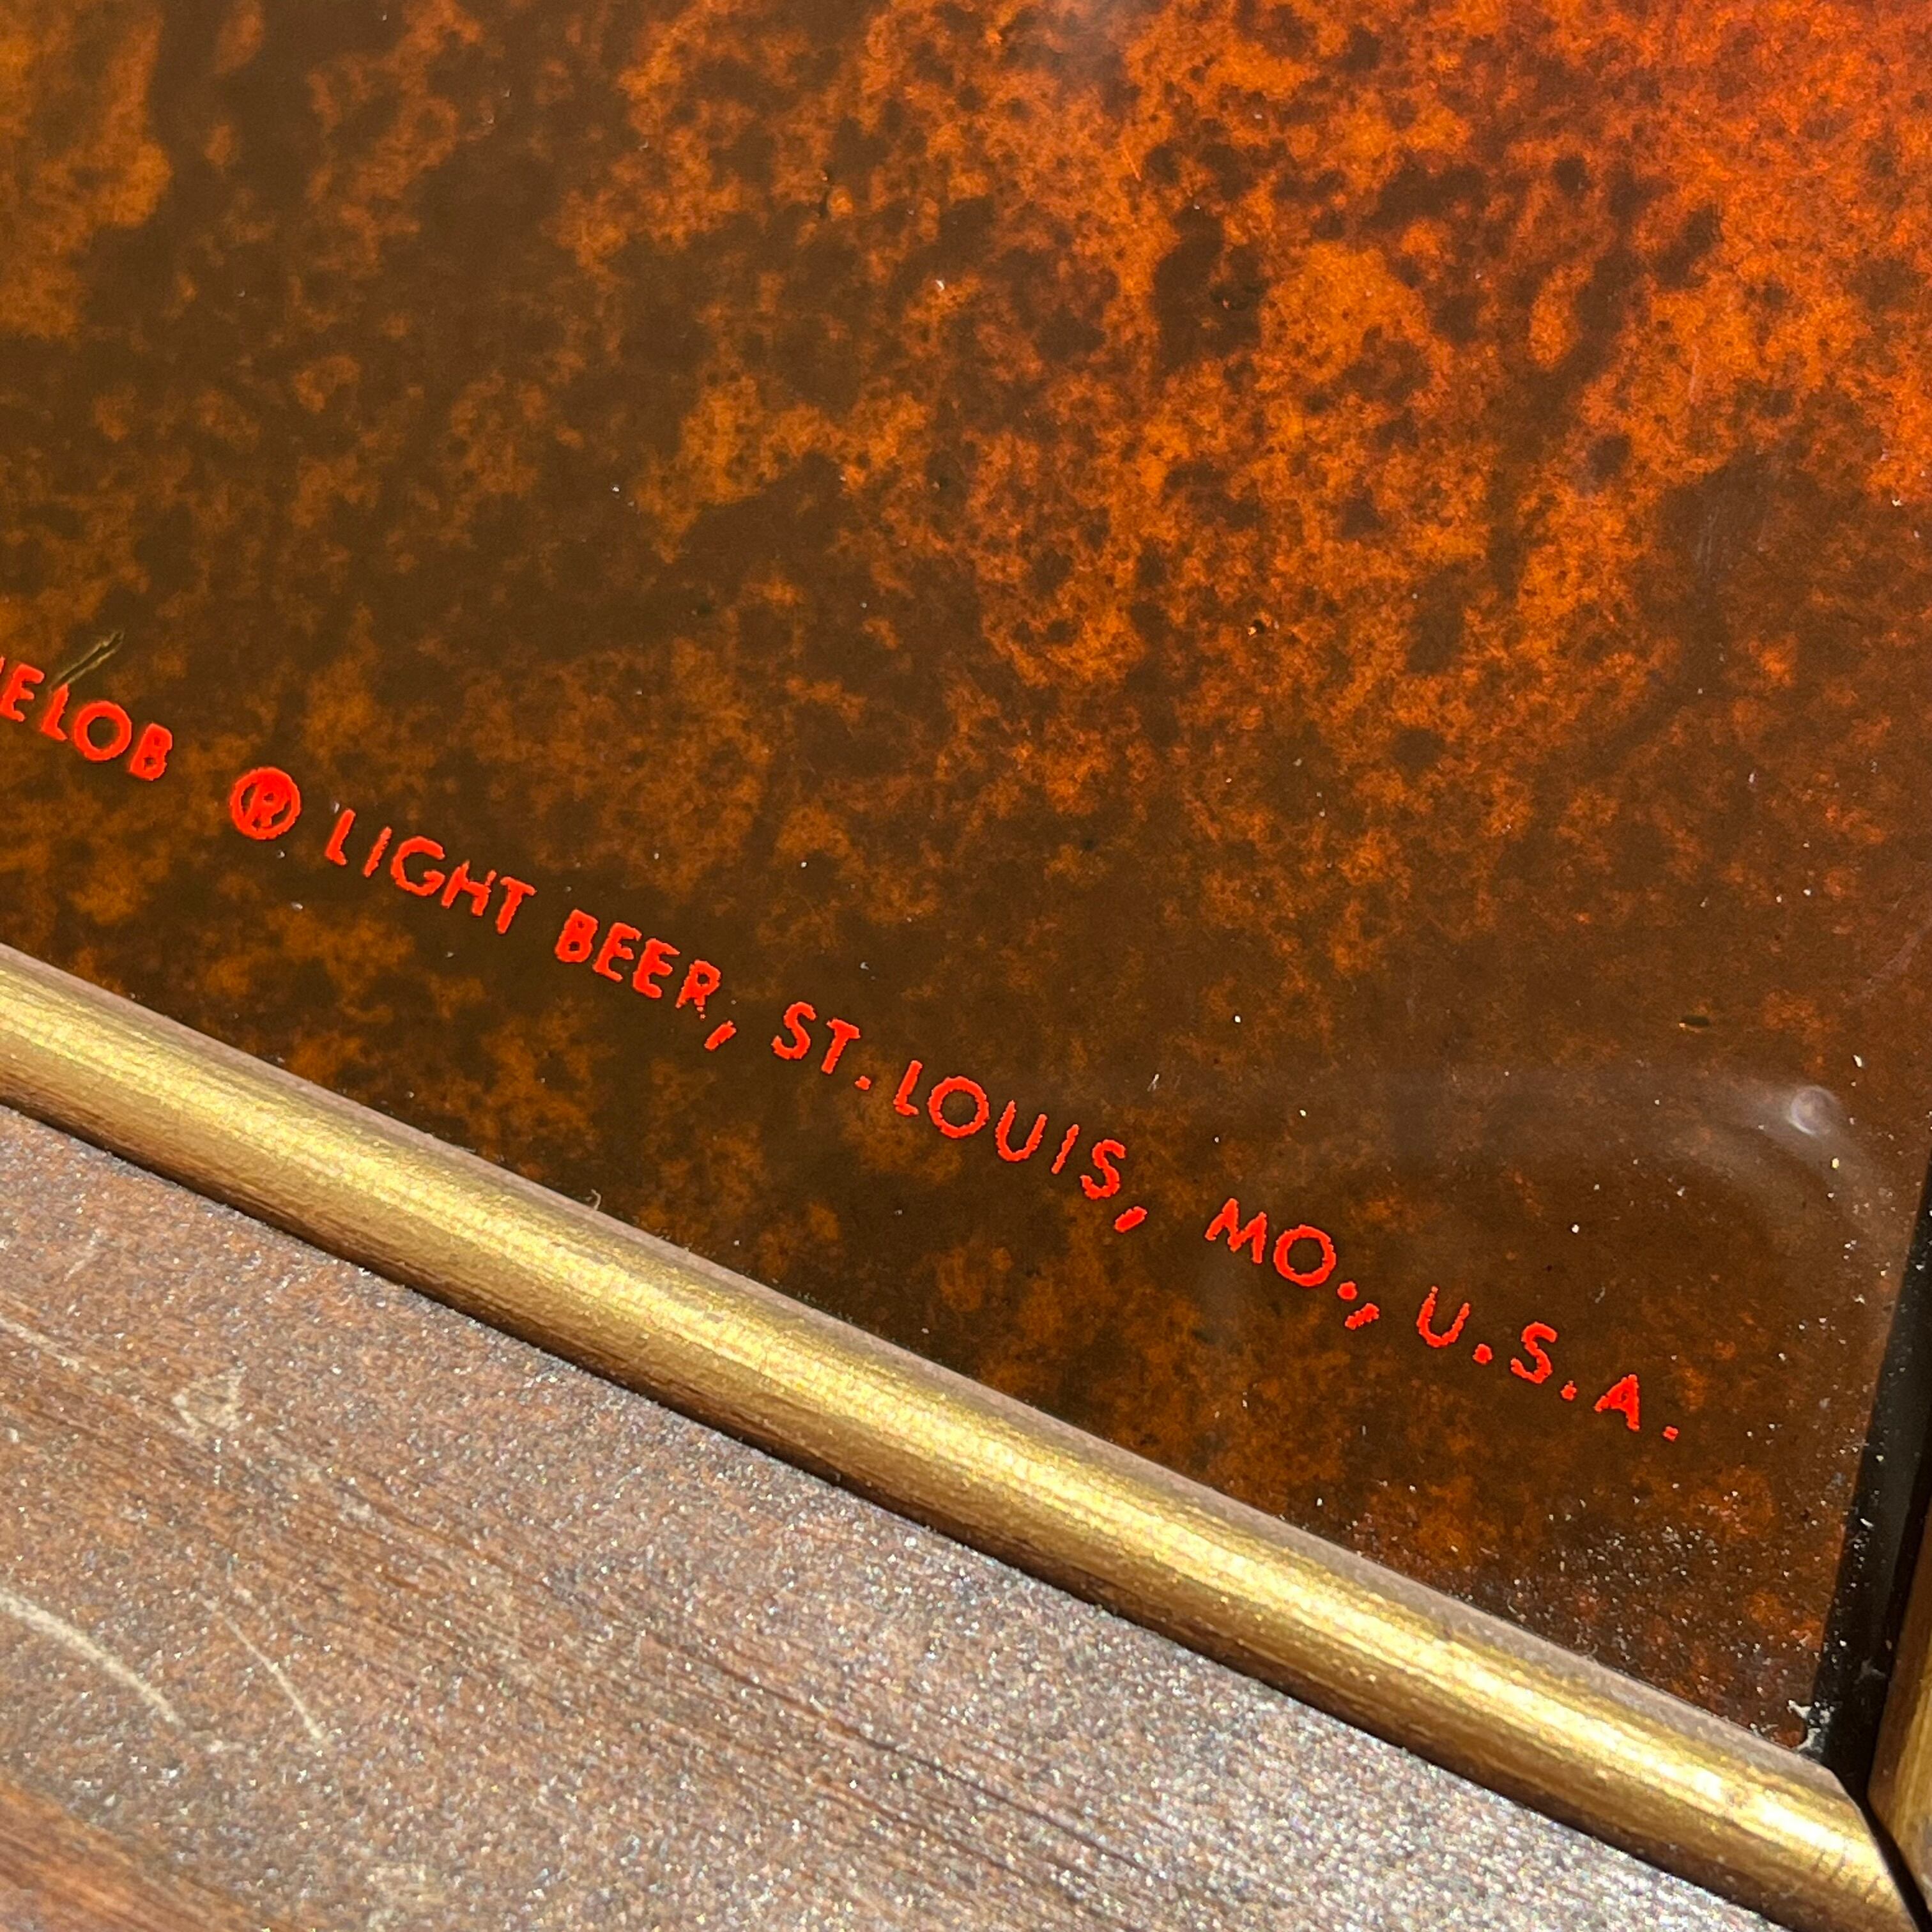 ELOB ® LIGHT BEER, ST. LOUIS, MO., U.S.A.